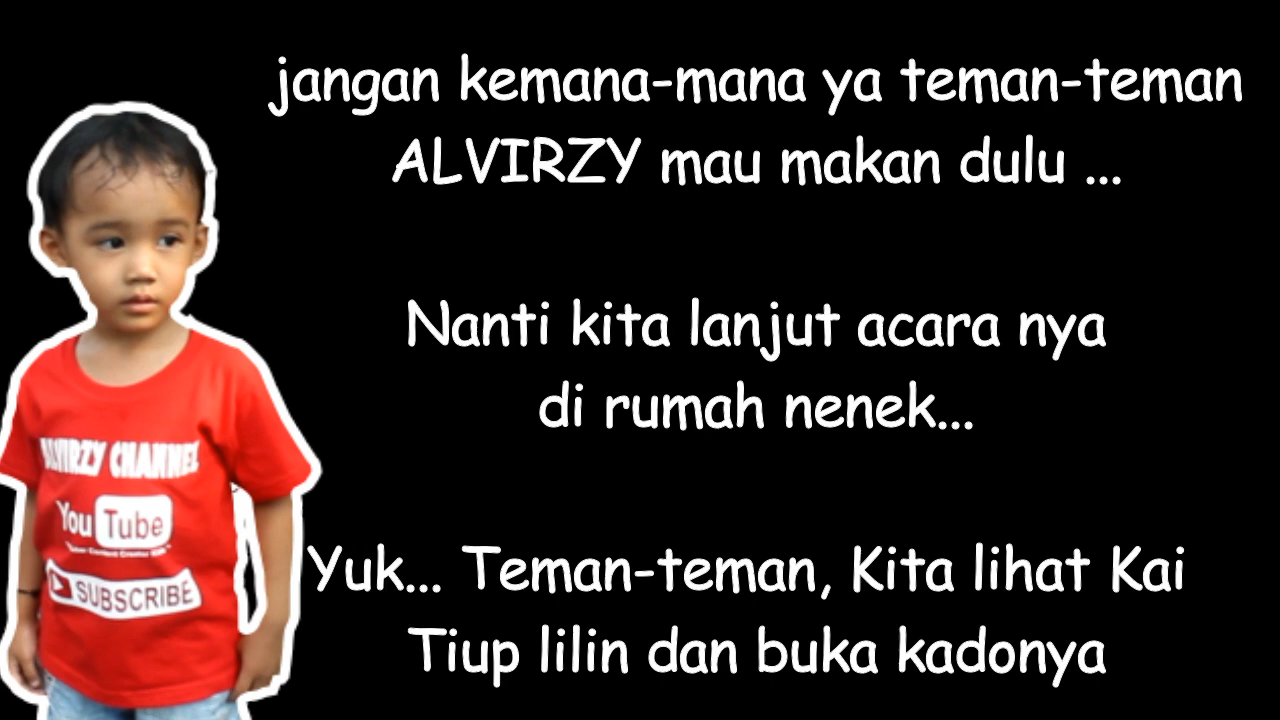 jangan kemana-mana ya teman-teman
ALVIRZY mau makan dulu ...
Nanti kita lanjut acara nya
di rumah nenek...
Yuk... Teman-teman, Kita lihat Kai
Tiup lilin dan buka kadonya
ALVIRZY CHANNEL
YouTube
SUBSCRIBE